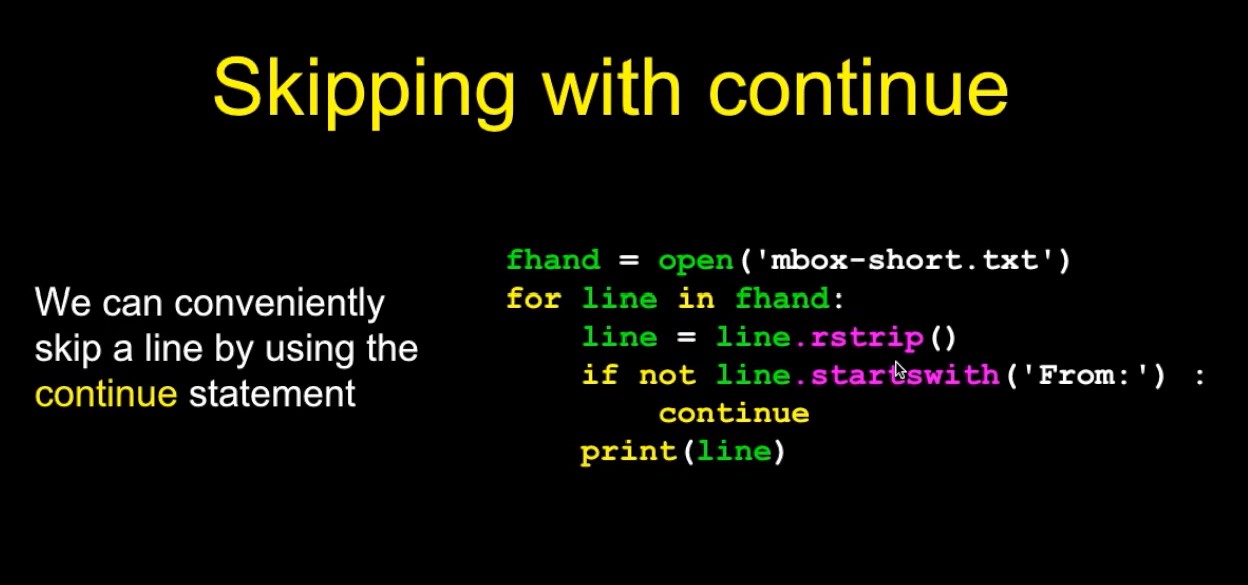 Skipping with continue
We can conveniently
skip a line by using the
continue statement
fhand = open('mbox-short.txt')
for line in fhand:
    line = line.rstrip()
    if not line.startswith('From:') :
        continue
    print(line)